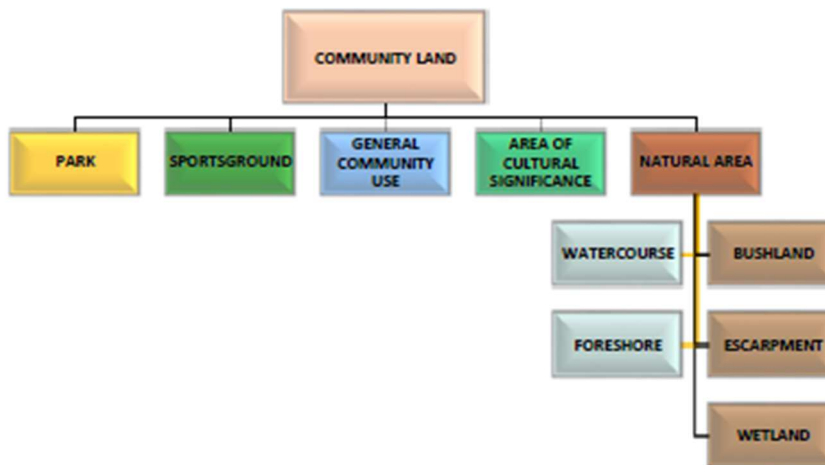 COMMUNITY LAND
PARK
SPORTSGROUND
GENERAL
COMMUNITY
USE
AREA OF
CULTURAL
SIGNIFICANCE
NATURAL AREA
WATERCOURSE
BUSHLAND
FORESHORE
ESCARPMENT
WETLAND